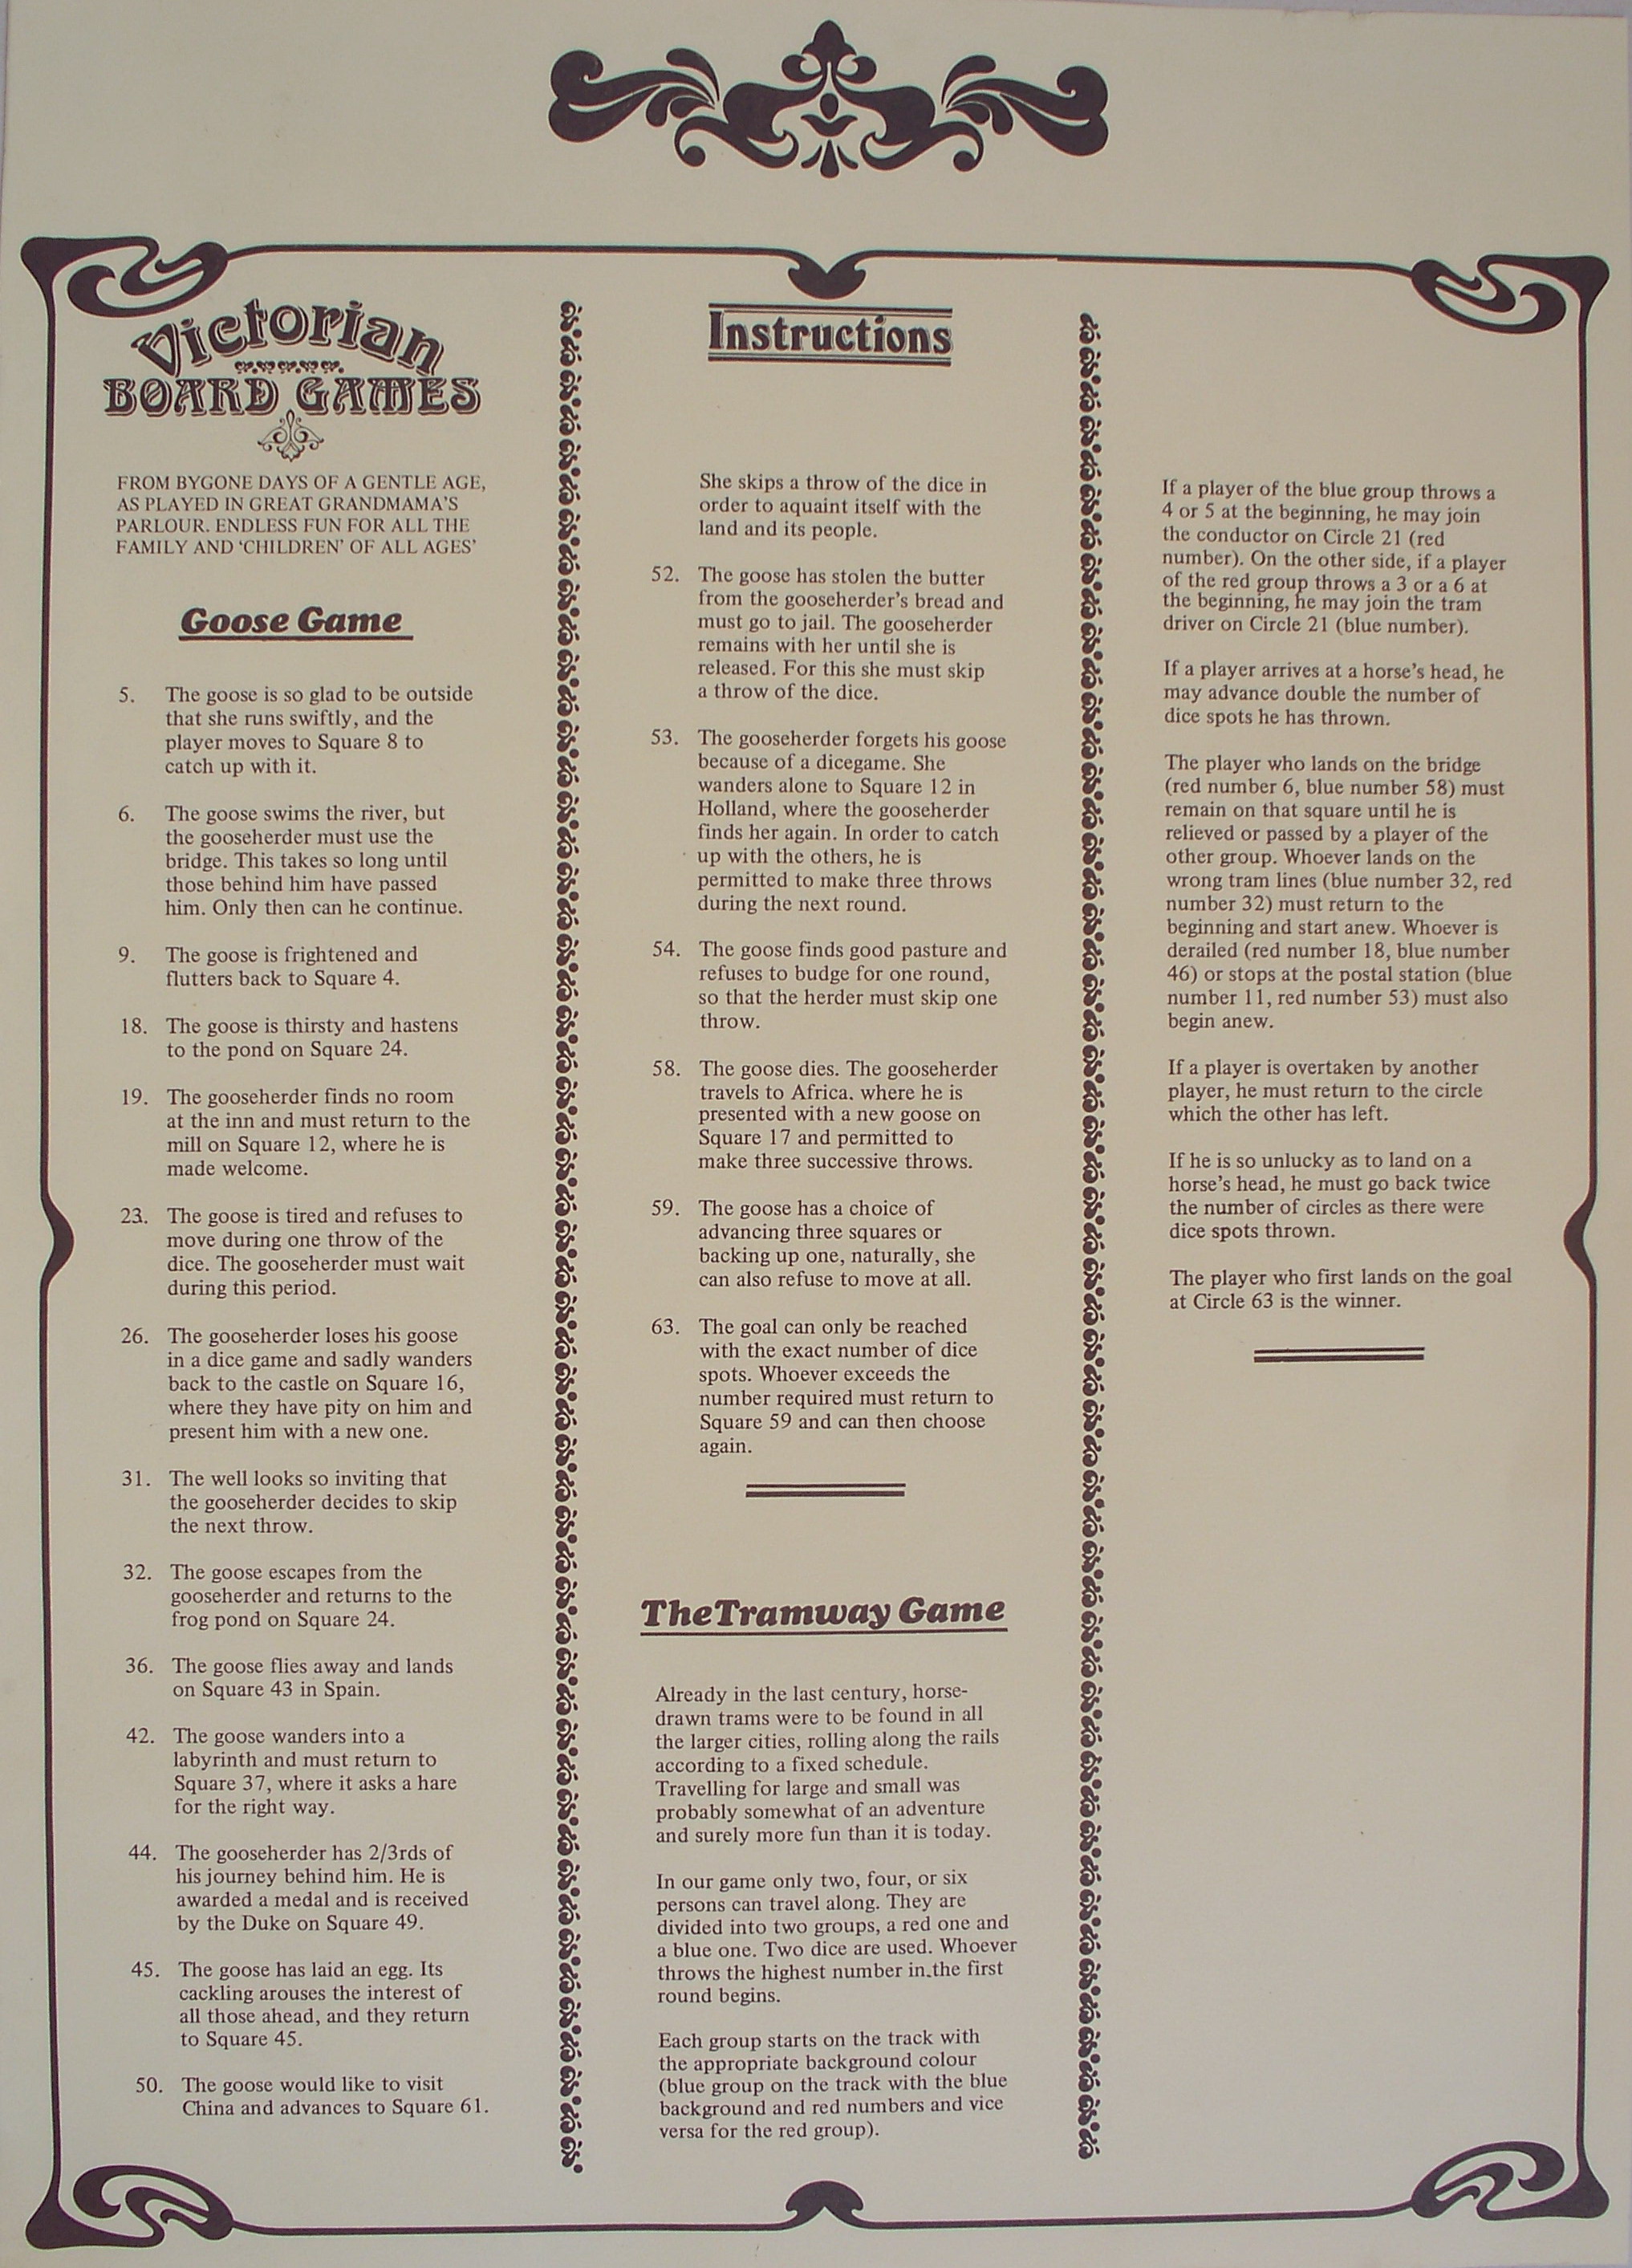 Victorian
BOARD GAMES
FROM BYGONE DAYS OF A GENTLE AGE,
AS PLAYED IN GREAT GRANDMAMA'S
PARLOUR. ENDLESS FUN FOR ALL THE
FAMILY AND 'CHILDREN' OF ALL AGES'
Goose Game
5. The goose is so glad to be outside
that she runs swiftly, and the
player moves to Square 8 to
catch up with it.
6. The goose swims the river, but
the gooseherder must use the
bridge. This takes so long until
those behind him have passed
him. Only then can he continue.
9. The goose is frightened and
flutters back to Square 4.
18. The goose is thirsty and hastens
to the pond on Square 24.
19. The gooseherder finds no room
at the inn and must return to the
mill on Square 12, where he is
made welcome.
23. The goose is tired and refuses to
move during one throw of the
dice. The gooseherder must wait
during this period.
26. The gooseherder loses his goose
in a dice game and sadly wanders
back to the castle on Square 16,
where they have pity on him and
present him with a new one.
31. The well looks so inviting that
the gooseherder decides to skip
the next throw.
32. The goose escapes from the
gooseherder and returns to the
frog pond on Square 24.
36. The goose flies away and lands
on Square 43 in Spain.
42. The goose wanders into a
labyrinth and must return to
Square 37, where it asks a hare
for the right way.
44. The gooseherder has 2/3rds of
his journey behind him. He is
awarded a medal and is received
by the Duke on Square 49.
45. The goose has laid an egg. Its
cackling arouses the interest of
all those ahead, and they return
to Square 45.
50. The goose would like to visit
China and advances to Square 61.
Instructions
She skips a throw of the dice in
order to aquaint itself with the
land and its people.
52. The goose has stolen the butter
from the gooseherder's bread and
must go to jail. The gooseherder
remains with her until she is
released. For this she must skip
a throw of the dice.
53. The gooseherder forgets his goose
because of a dicegame. She
wanders alone to Square 12 in
Holland, where the gooseherder
finds her again. In order to catch
up with the others, he is
permitted to make three throws
during the next round.
54. The goose finds good pasture and
refuses to budge for one round,
so that the herder must skip one
throw.
58. The goose dies. The gooseherder
travels to Africa. where he is
presented with a new goose on
Square 17 and permitted to
make three successive throws.
59. The goose has a choice of
advancing three squares or
backing up one, naturally, she
can also refuse to move at all.
63. The goal can only be reached
with the exact number of dice
spots. Whoever exceeds the
number required must return to
Square 59 and can then choose
again.
The Tramway Game
Already in the last century, horse-
drawn trams were to be found in all
the larger cities, rolling along the rails
according to a fixed schedule.
Travelling for large and small was
probably somewhat of an adventure
and surely more fun than it is today.
In our game only two, four, or six
persons can travel along. They are
divided into two groups, a red one and
a blue one. Two dice are used. Whoever
throws the highest number in.the first
round begins.
Each group starts on the track with
the appropriate background colour
(blue group on the track with the blue
background and red numbers and vice
versa for the red group).
If a player of the blue group throws a
4 or 5 at the beginning, he may join
the conductor on Circle 21 (red
number). On the other side, if a player
of the red group throws a 3 or a 6 at
the beginning, he may join the tram
driver on Circle 21 (blue number).
If a player arrives at a horse's head, he
may advance double the number of
dice spots he has thrown.
The player who lands on the bridge
(red number 6, blue number 58) must
remain on that square until he is
relieved or passed by a player of the
other group. Whoever lands on the
wrong tram lines (blue number 32, red
number 32) must return to the
beginning and start anew. Whoever is
derailed (red number 18, blue number
46) or stops at the postal station (blue
number 11, red number 53) must also
begin anew.
If a player is overtaken by another
player, he must return to the circle
which the other has left.
If he is so unlucky as to land on a
horse's head, he must go back twice
the number of circles as there were
dice spots thrown.
The player who first lands on the goal
at Circle 63 is the winner.